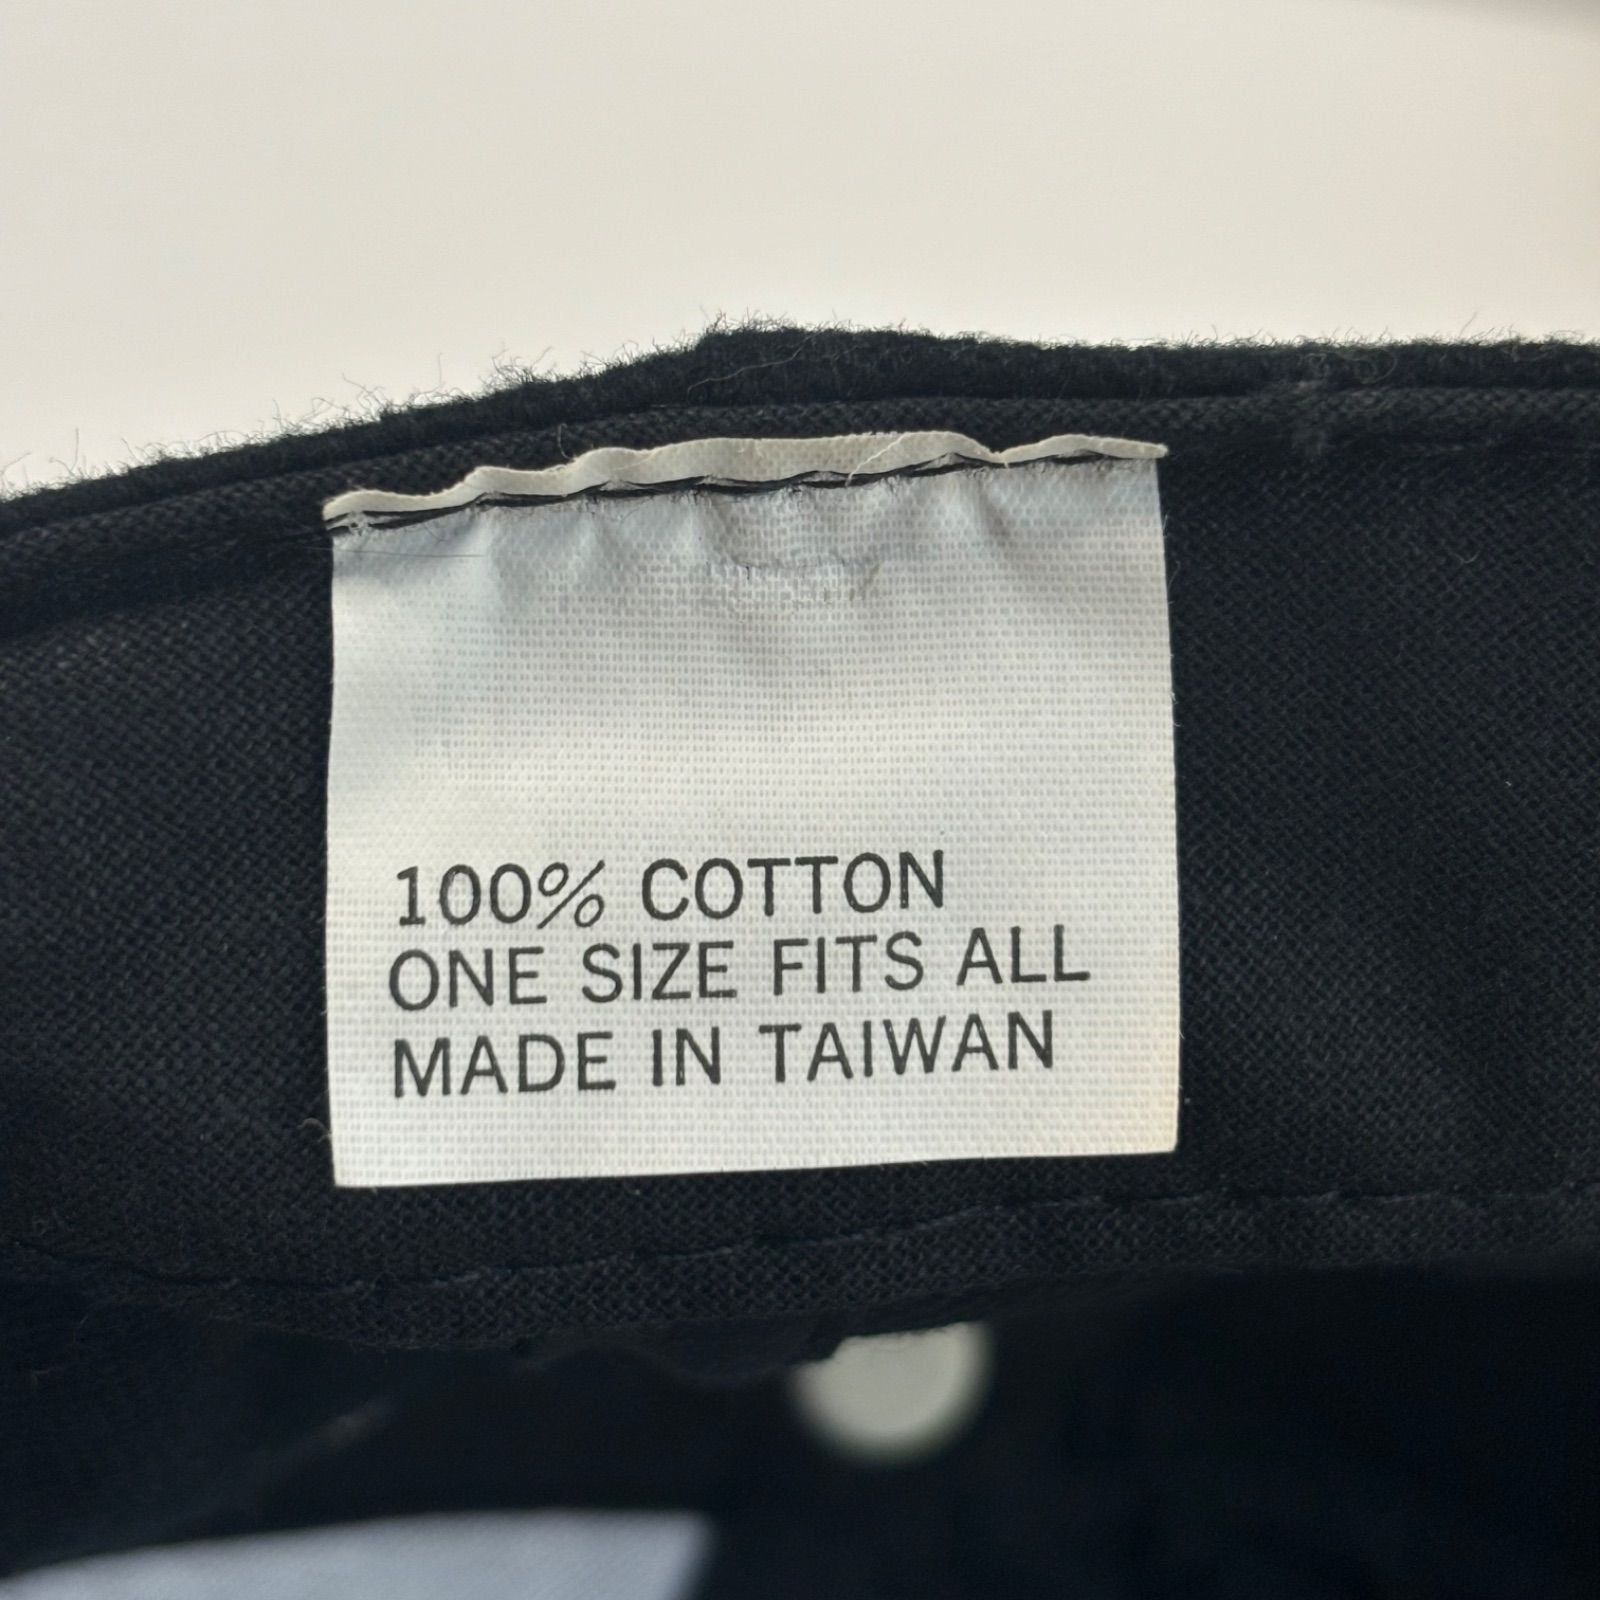 100% COTTON
ONE SIZE FITS ALL
MADE IN TAIWAN